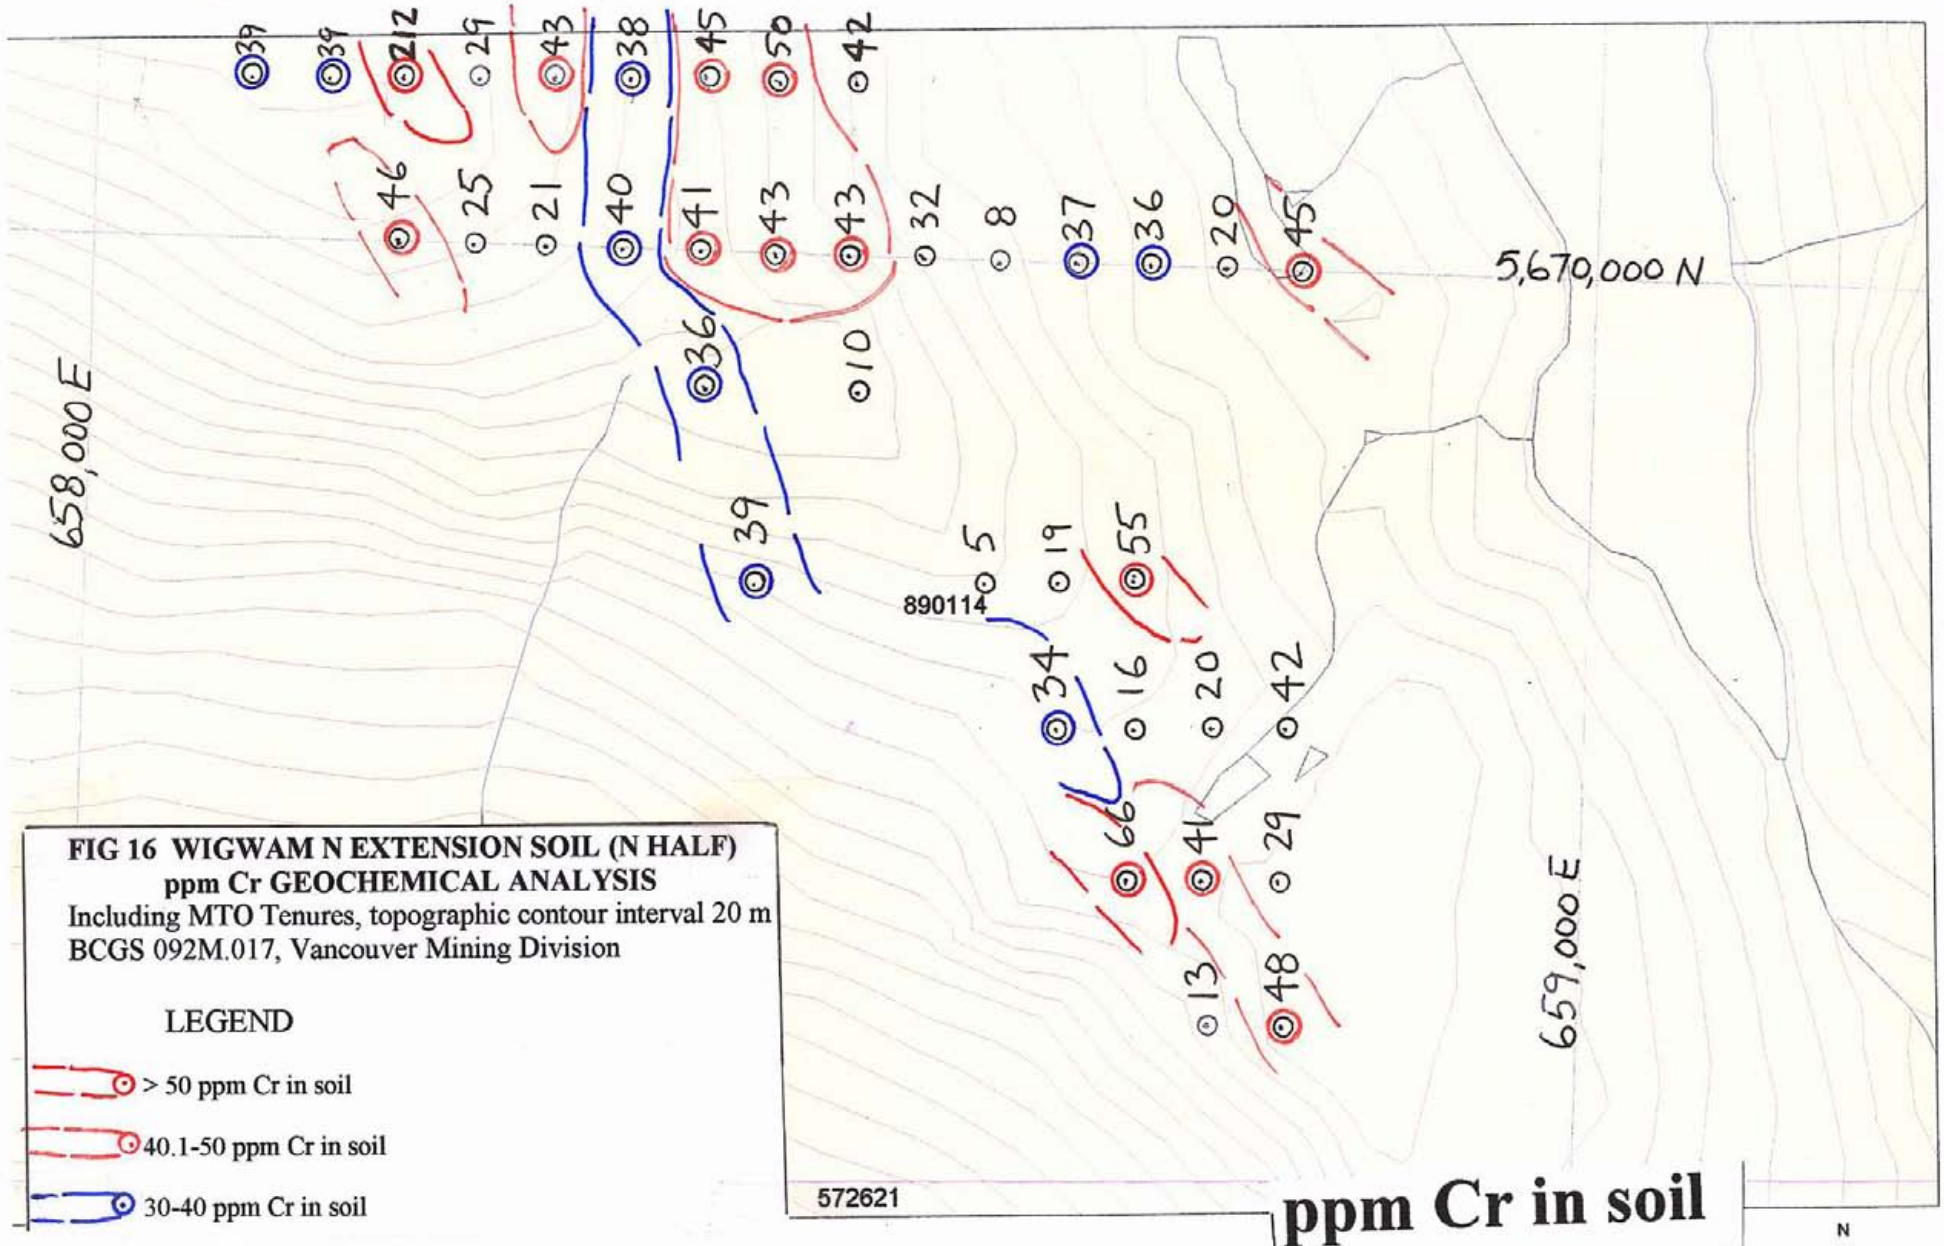 39 39 212 29 43 38 45 50 42
46 25 21 40 41 43 43 32 8 37 36 20 45
5,670,000 N
36 10
658,000 E
39 5 19 55
890114
34 16 20 42
66 41 29
659,000 E
13 48
FIG 16 WIGWAM N EXTENSION SOIL (N HALF)
ppm Cr GEOCHEMICAL ANALYSIS
Including MTO Tenures, topographic contour interval 20 m
BCGS 092M.017, Vancouver Mining Division
LEGEND
> 50 ppm Cr in soil
40.1-50 ppm Cr in soil
30-40 ppm Cr in soil
572621
ppm Cr in soil
N